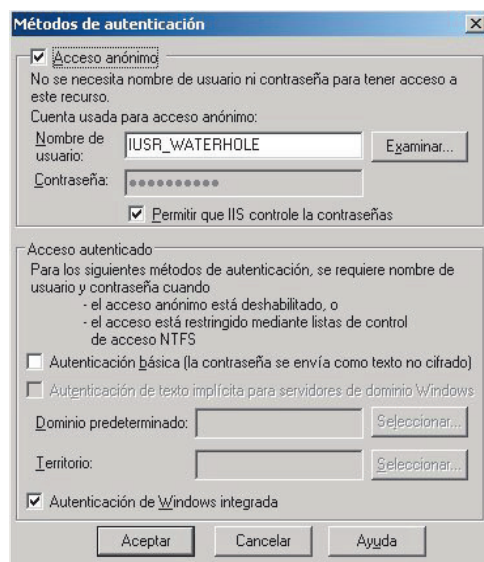 Métodos de autenticación
Acceso anónimo
No se necesita nombre de usuario ni contraseña para tener acceso a
este recurso.
Cuenta usada para acceso anónimo:
Nombre de
usuario:
IUSR_WATERHOLE
Examinar...
Contraseña:
Permitir que IIS controle la contraseñas
Acceso autenticado
Para los siguientes métodos de autenticación, se requiere nombre de
usuario y contraseña cuando
- el acceso anónimo está deshabilitado, o
- el acceso está restringido mediante listas de control
de acceso NTFS
Autenticación básica (la contraseña se envía como texto no cifrado)
Autenticación de texto implícita para servidores de dominio Windows
Dominio predeterminado:
Seleccionar...
Territorio:
Seleccionar...
Autenticación de Windows integrada
Aceptar
Cancelar
Ayuda